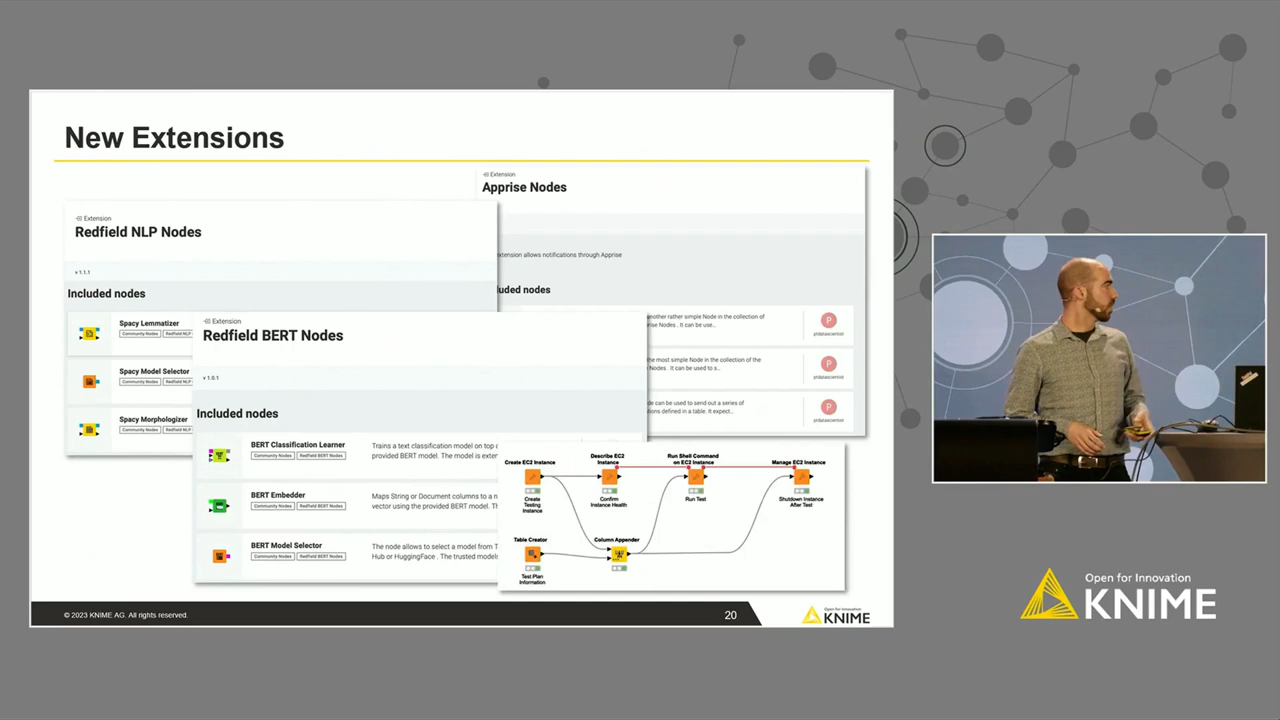 New Extensions
Extension
Apprise Nodes
extension allows notifications through Apprise
uded nodes
another rather simple Node in the collection of
rise Nodes . It can be use...
ptdatascientist
the most simple Node in the collection of the
Nodes . It can be used to s...
ptdatascientist
de can be used to send out a series of
tions defined in a table. It expect...
ptdatascientist
P
P
P
Extension
Redfield NLP Nodes
v 1.1.1
Included nodes
Spacy Lemmatizer
Community Nodes Redfield NLP
Spacy Model Selector
Community Nodes Redfield NLP
Spacy Morphologizer
Community Nodes Redfield NLP
Extension
Redfield BERT Nodes
v 1.0.1
Included nodes
BERT Classification Learner
Community Nodes Redfield BERT Nodes
Trains a text classification model on top
provided BERT model. The model is exten
BERT Embedder
Community Nodes Redfield BERT Nodes
Maps String or Document columns to a n
vector using the provided BERT model. Th
BERT Model Selector
Community Nodes Redfield BERT Nodes
The node allows to select a model from T
Hub or HuggingFace . The trusted model
Create EC2 Instance
Create
Testing
Instance
Describe EC2
Instance
Confirm
Instance Health
Run Shell Command
on EC2 Instance
Run Test
Manage EC2 Instance
Shutdown Instance
After Test
Table Creator
Test Plan
Information
Column Appender
© 2023 KNIME AG. All rights reserved.
20
Open for Innovation
KNIME
Open for Innovation
KNIME